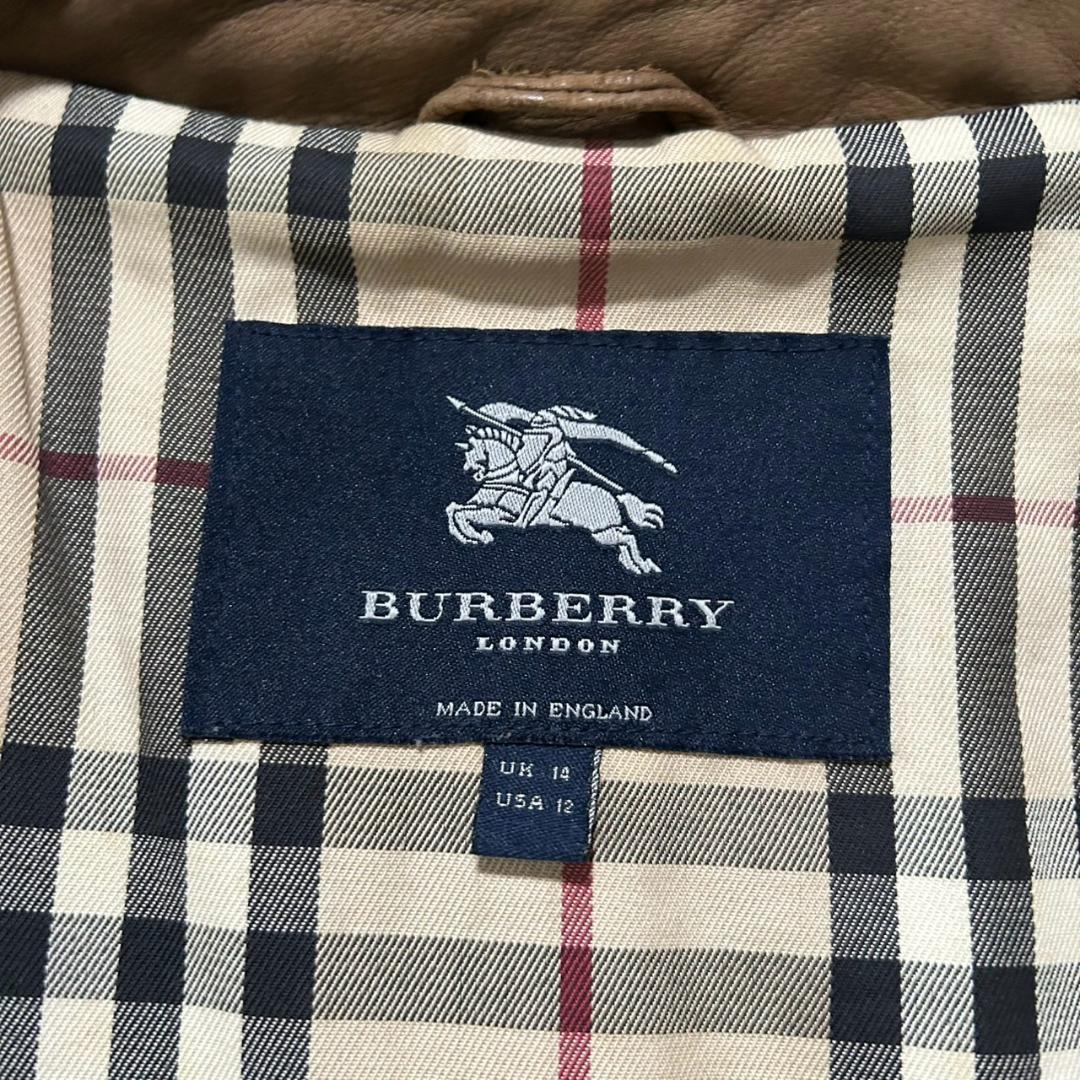 BURBERRY
LONDON
MADE IN ENGLAND
UK 14
USA 12